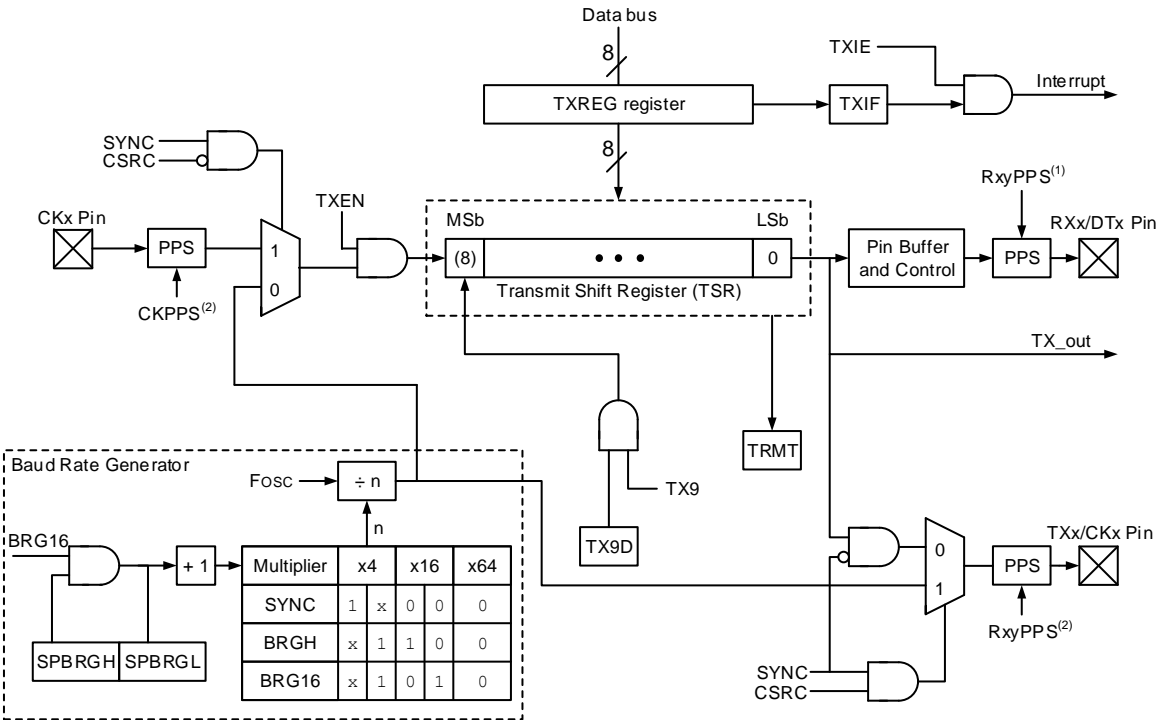 Data bus
8
TXREG register
TXIE
TXIF
Interrupt
8
SYNC
CSRC
TXEN
CKx Pin
PPS
CKPPS(2)
1
0
MSb
LSb
(8)
• • •
0
Transmit Shift Register (TSR)
Pin Buffer
and Control
RxyPPS(1)
PPS
RXx/DTx Pin
TX_out
TRMT
TX9
TX9D
Baud Rate Generator
FOSC
÷ n
n
BRG16
+ 1
SPBRGH SPBRGL
Multiplier x4 x16 x64
SYNC 1 x 0 0 0
BRGH x 1 1 0 0
BRG16 x 1 0 1 0
0
1
PPS
TXx/CKx Pin
RxyPPS(2)
SYNC
CSRC